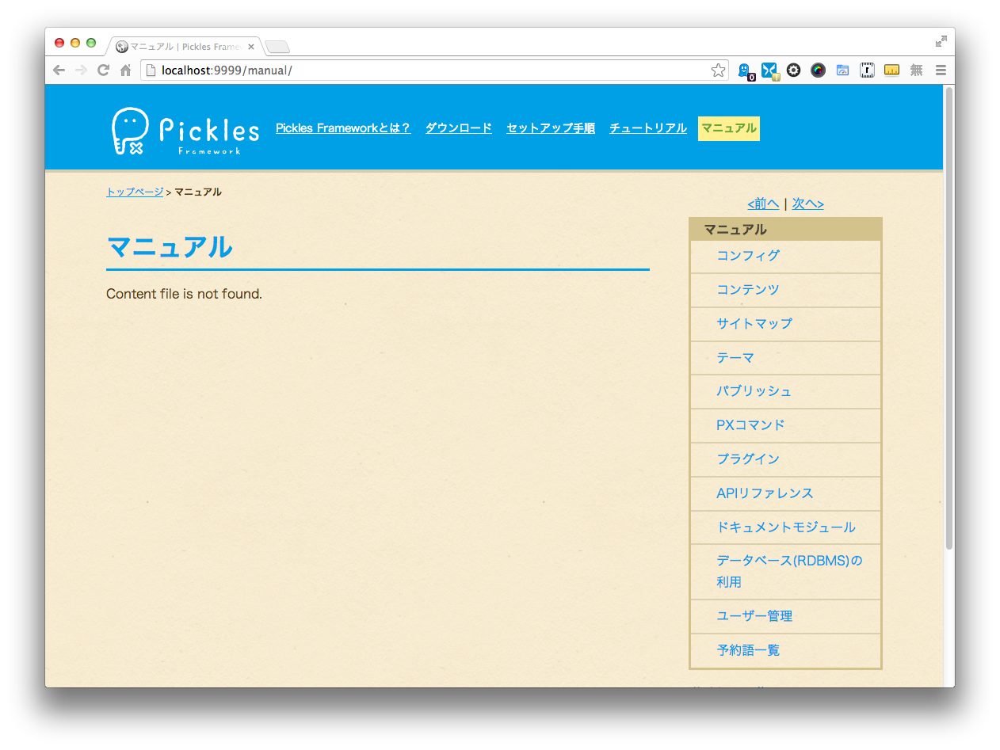 マニュアル | Pickles Frame
localhost:9999/manual/
0
Pickles
Framework
Pickles Frameworkとは？ ダウンロード セットアップ手順 チュートリアル マニュアル
トップページ > マニュアル
<前へ | 次へ>
マニュアル
Content file is not found.
マニュアル
コンフィグ
コンテンツ
サイトマップ
テーマ
パブリッシュ
PXコマンド
プラグイン
APIリファレンス
ドキュメントモジュール
データベース(RDBMS)の
利用
ユーザー管理
予約語一覧
無
r